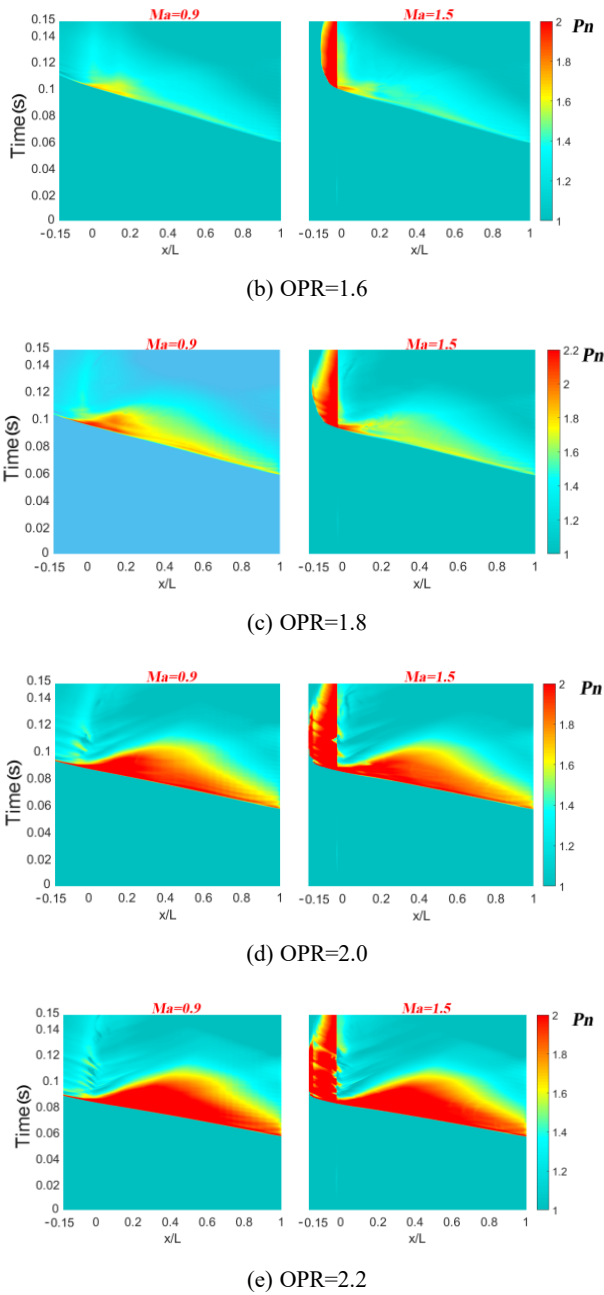 Ma=0.9 Ma=1.5 Pn
0.15 2
0.14
0.12 1.8
0.1
Time(s) 0.08 1.6
0.06 1.4
0.04
0.02 1.2
0 1
-0.15 0 0.2 0.4 0.6 0.8 1 -0.15 0 0.2 0.4 0.6 0.8 1
x/L x/L
(b) OPR=1.6
Ma=0.9 Ma=1.5
0.15 2.2 Pn
0.14
0.12 2
0.1 1.8
Time(s) 0.08
0.06 1.6
0.04 1.4
0.02 1.2
0 1
-0.15 0 0.2 0.4 0.6 0.8 1 -0.15 0 0.2 0.4 0.6 0.8 1
x/L x/L
(c) OPR=1.8
Ma=0.9 Ma=1.5
0.15 2 Pn
0.14
0.12 1.8
0.1
Time(s) 0.08 1.6
0.06 1.4
0.04
0.02 1.2
0 1
-0.15 0 0.2 0.4 0.6 0.8 1 -0.15 0 0.2 0.4 0.6 0.8 1
x/L x/L
(d) OPR=2.0
Ma=0.9 Ma=1.5
0.15 2 Pn
0.14
0.12 1.8
0.1
Time(s) 0.08 1.6
0.06 1.4
0.04
0.02 1.2
0 1
-0.15 0 0.2 0.4 0.6 0.8 1 -0.15 0 0.2 0.4 0.6 0.8 1
x/L x/L
(e) OPR=2.2